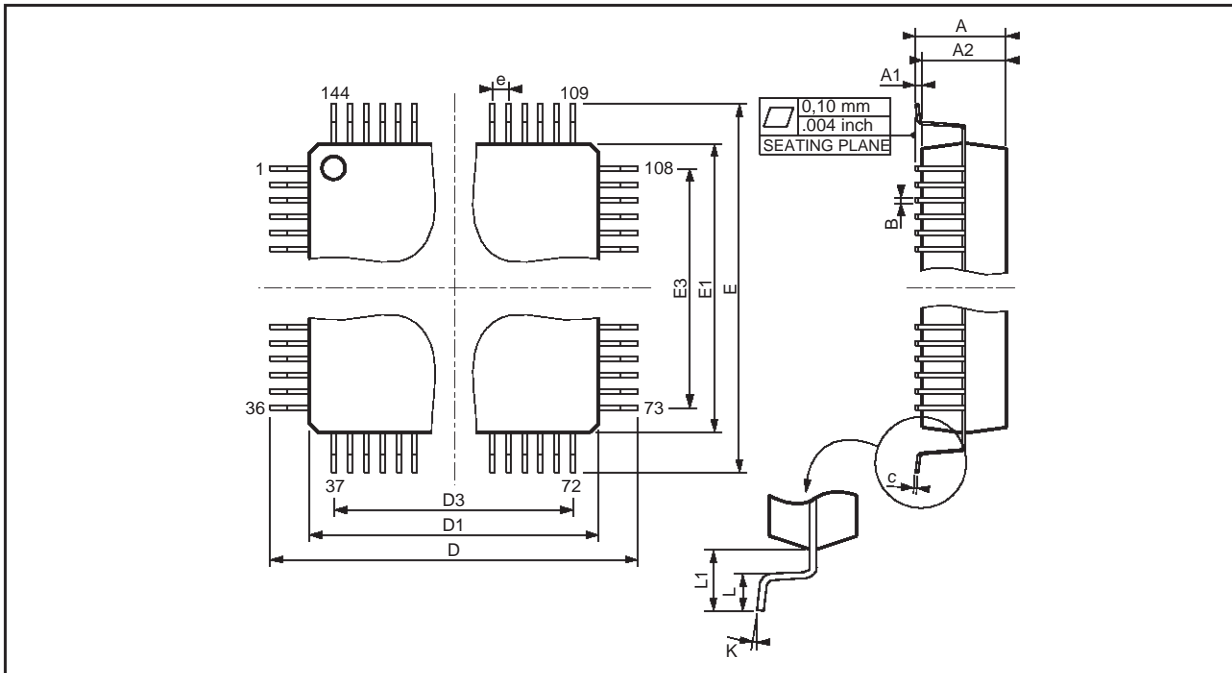 A
A2
A1
e
144
109
0,10 mm
.004 inch
SEATING PLANE
1
108
B
E3
E1
E
36
73
37
72
D3
D1
D
c
L1
L
K